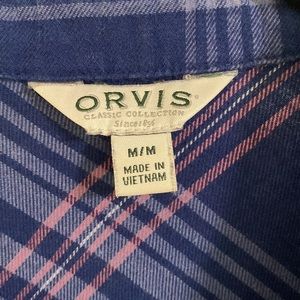 ORVIS
CLASSIC COLLECTION
Since 1856
M/M
MADE IN
VIETNAM